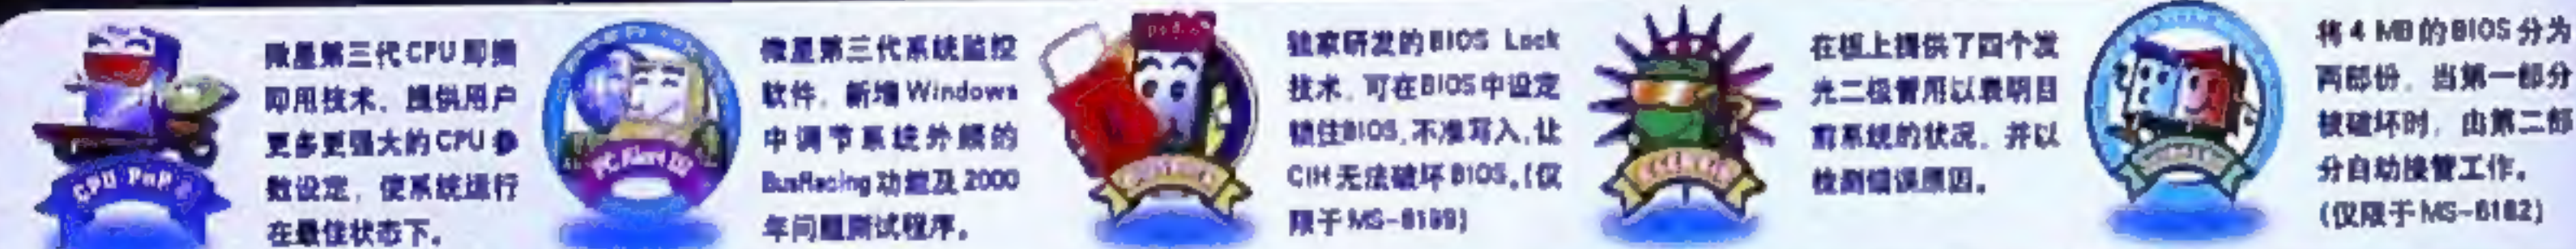 CPU PnP
微星第三代CPU即插
即用技术，提供用户
更多更强大的CPU参
数设定，使系统运行
在最佳状态下。
PC Alert III
微星第三代系统监控
软件，新增Windows
中调节系统外频的
BusRacing功能及2000
年问题测试程序。
独家研发的BIOS Lock
技术，可在BIOS中设定
锁住BIOS，不准写入，让
CIH无法破坏BIOS。(仅
限于MS-6199)
在板上提供了四个发
光二极管用以表明目
前系统的状况，并以
检测错误原因。
将4 MB的BIOS分为
两部份，当第一部分
被破坏时，由第二部
分自动接管工作。
(仅限于MS-6182)